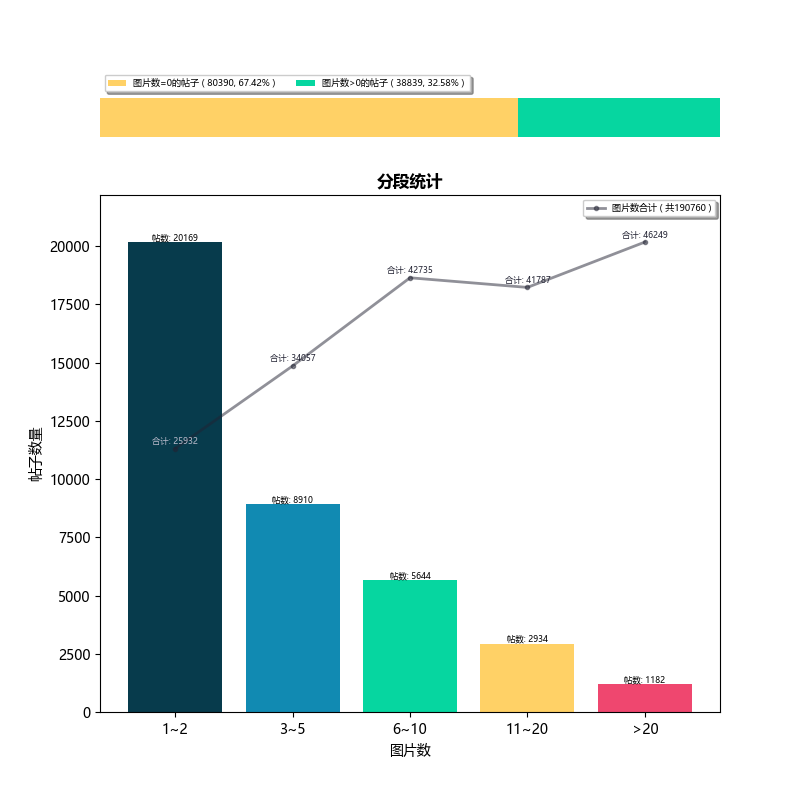 图片数=0的帖子 ( 80390, 67.42% ) 图片数>0的帖子 ( 38839, 32.58% )
分段统计
图片数合计 ( 共190760 )
合计: 46249
合计: 42735
合计: 41787
合计: 34057
合计: 25932
帖数: 20169
帖数: 8910
帖数: 5644
帖数: 2934
帖数: 1182
帖子数量
20000
17500
15000
12500
10000
7500
5000
2500
0
1~2 3~5 6~10 11~20 >20
图片数